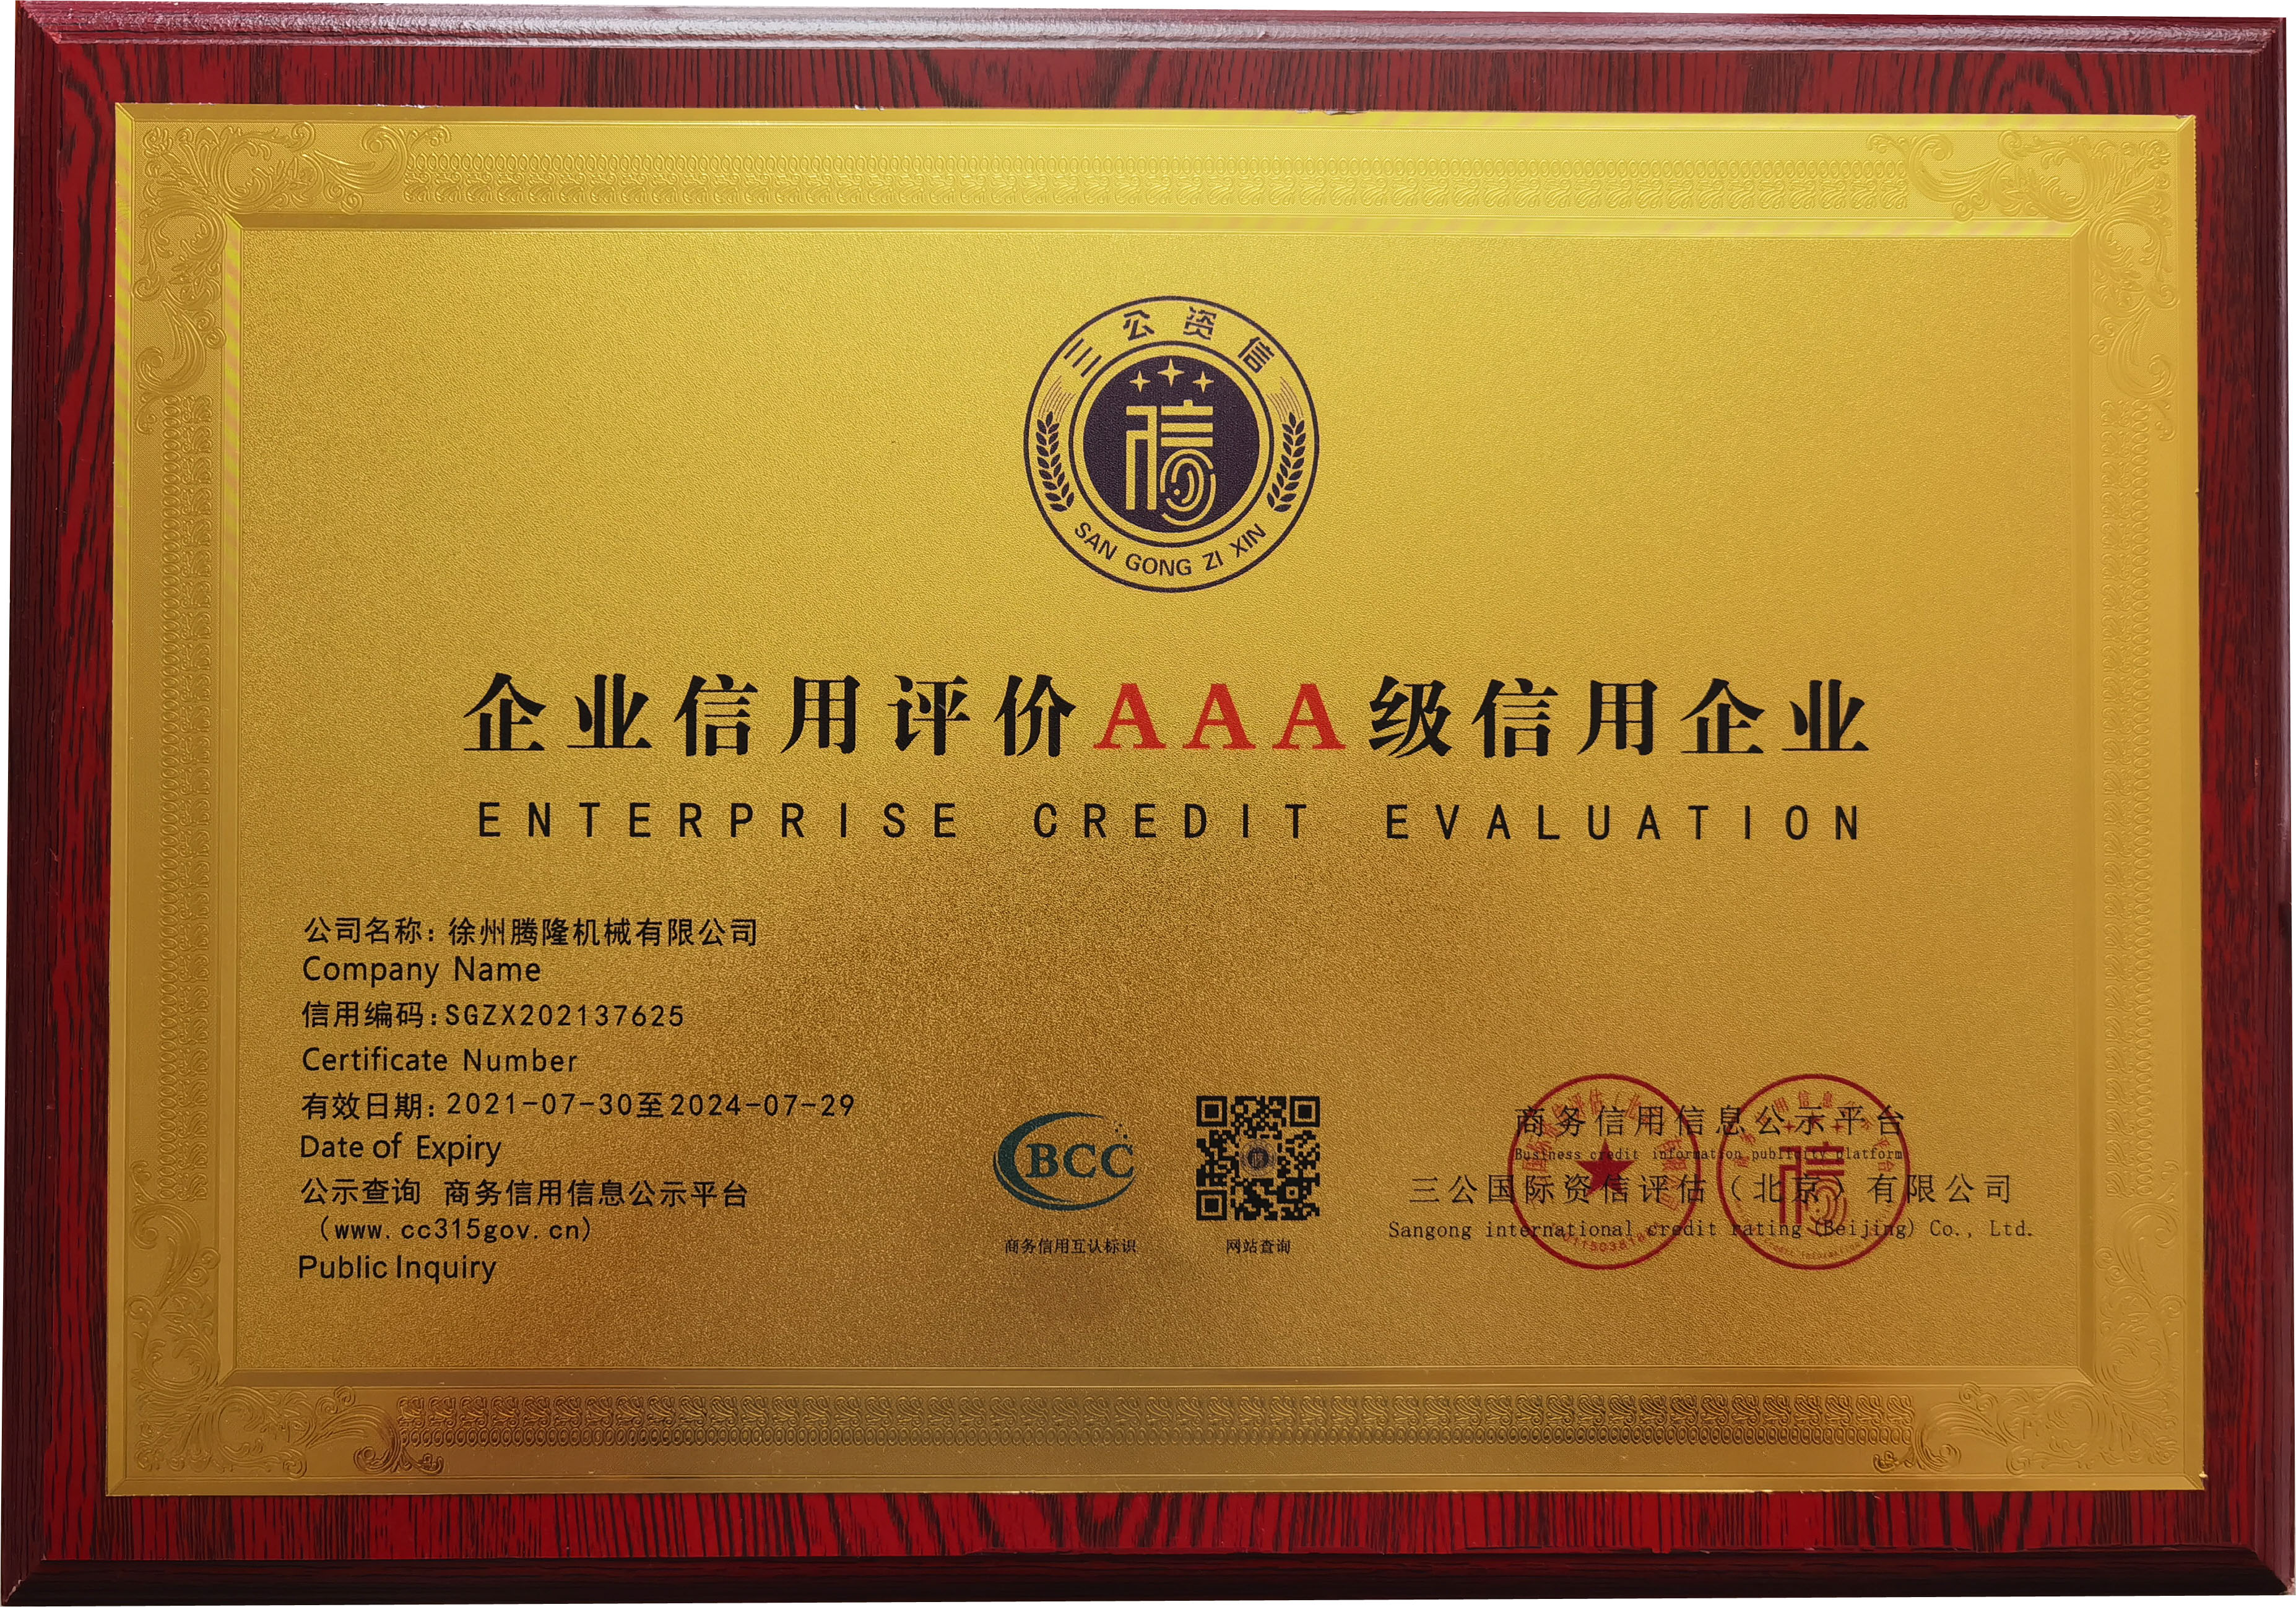 三公资信
信
SAN GONG ZI XIN
企业信用评价AAA级信用企业
ENTERPRISE CREDIT EVALUATION
公司名称：徐州腾隆机械有限公司
Company Name
信用编码：SGZX202137625
Certificate Number
有效日期：2021-07-30至2024-07-29
Date of Expiry
公示查询 商务信用信息公示平台
（www.cc315gov.cn）
Public Inquiry
BCC
商务信用互认标识
网站查询
商务信用信息公示平台
Business credit information publicity platform
三公国际资信评估（北京）有限公司
Sangong international credit rating (Beijing) Co., Ltd.